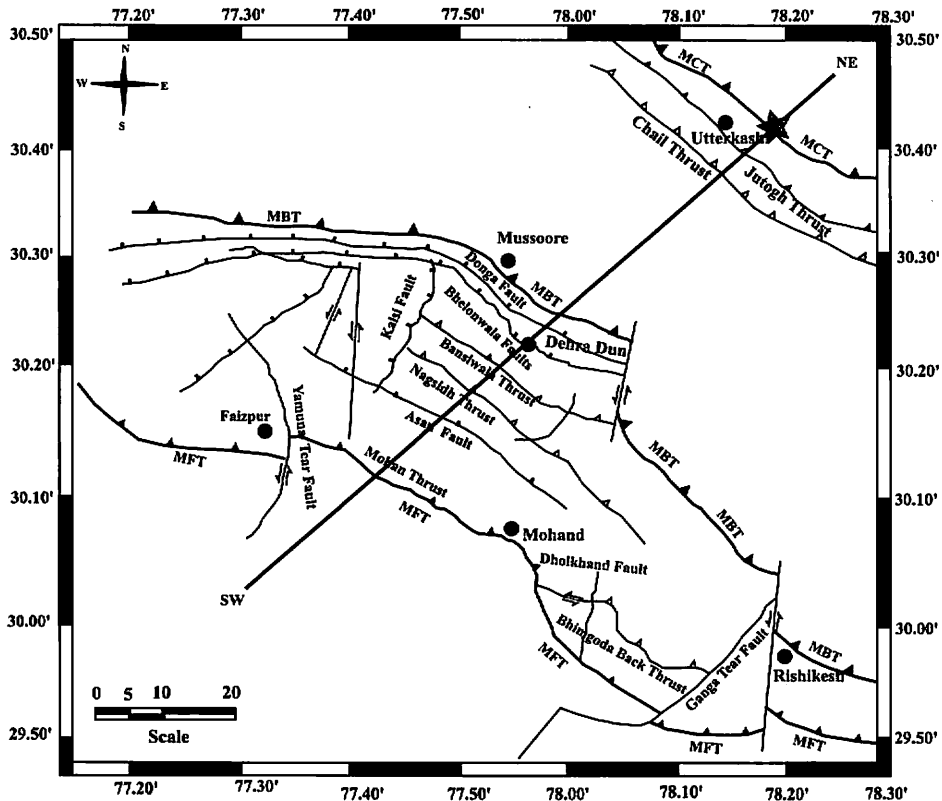 77.20' 77.30' 77.40' 77.50' 78.00' 78.10' 78.20' 78.30'
30.50' 30.50'
N
W E
S
NE
MCT
Utterkashi
Chail Thrust
MCT
30.40' 30.40'
Jutogh Thrust
MBT
Mussoore
30.30' 30.30'
Donga Fault
MBT
Kalsi Fault
Bhelonwala Faults
Dehra Dun
Bansiwala Thrust
30.20' 30.20'
Nagsidh Thrust
Yamuna Tear Fault
Faizpur
Asan Fault
MFT
Mohan Thrust
MBT
MFT
30.10' 30.10'
MBT
Mohand
Dholkhand Fault
SW
30.00' 30.00'
Bhimgoda Back Thrust
MFT
Ganga Tear Fault
MBT
Rishikesh
0 5 10 20
Scale
29.50' 29.50'
MFT
MFT
77.20' 77.30' 77.40' 77.50' 78.00' 78.10' 78.20' 78.30'